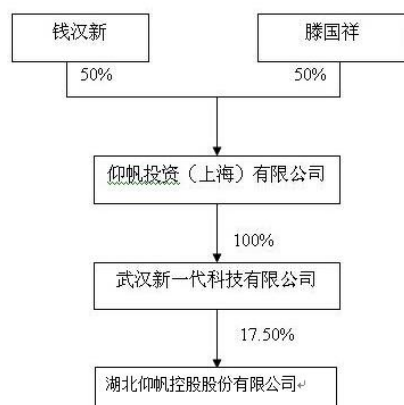 钱汉新
滕国祥
50%
50%
仰帆投资（上海）有限公司
100%
武汉新一代科技有限公司
17.50%
湖北仰帆控股股份有限公司